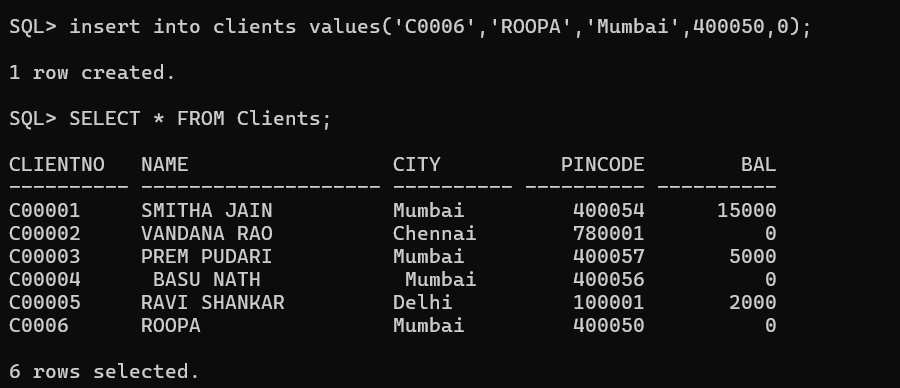 SQL> insert into clients values('C0006','ROOPA','Mumbai',400050,0);
1 row created.
SQL> SELECT * FROM Clients;
CLIENTNO   NAME                 CITY          PINCODE        BAL
---------- -------------------- ---------- ---------- ----------
C00001     SMITHA JAIN          Mumbai         400054      15000
C00002     VANDANA RAO          Chennai        780001          0
C00003     PREM PUDARI          Mumbai         400057       5000
C00004      BASU NATH            Mumbai        400056          0
C00005     RAVI SHANKAR         Delhi          100001       2000
C0006      ROOPA                Mumbai         400050          0
6 rows selected.